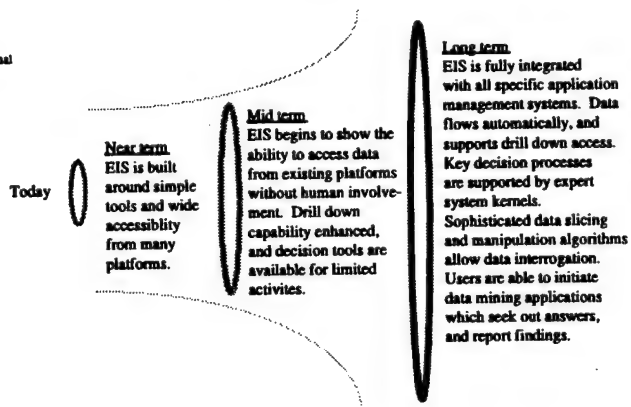 Today
Near term
EIS is built
around simple
tools and wide
accessiblity
from many
platforms.
Mid term
EIS begins to show the
ability to access data
from existing platforms
without human involve-
ment. Drill down
capability enhanced,
and decision tools are
available for limited
activites.
Long term
EIS is fully integrated
with all specific application
management systems. Data
flows automatically, and
supports drill down access.
Key decision processes
are supported by expert
system kernels.
Sophisticated data slicing
and manipulation algorithms
allow data interrogation.
Users are able to initiate
data mining applications
which seek out answers,
and report findings.